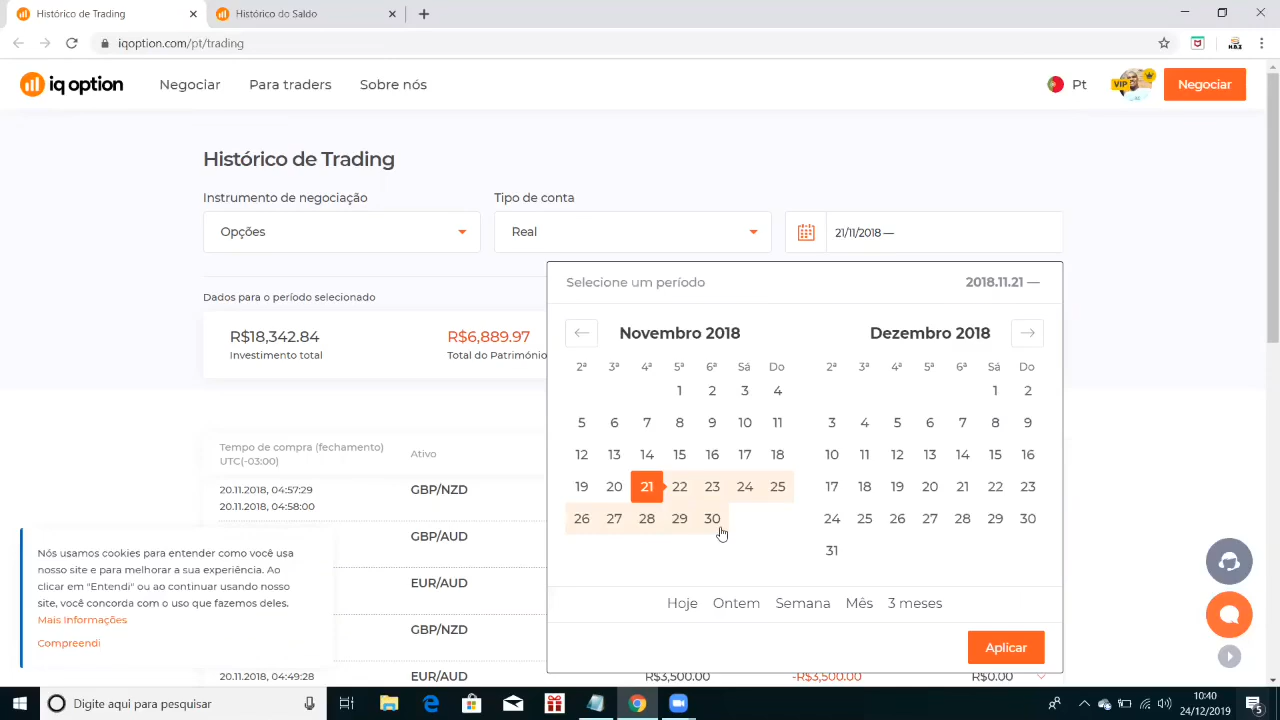 Histórico de Trading
Histórico do Saldo
iqoption.com/pt/trading
iq option
Negociar
Para traders
Sobre nós
Pt
VIP
Negociar
Histórico de Trading
Instrumento de negociação
Tipo de conta
Opções
Real
21/11/2018 —
Dados para o período selecionado
R$18,342.84
R$6,889.97
Investimento total
Total do Patrimônio
Selecione um período
2018.11.21 —
Novembro 2018
Dezembro 2018
2ª 3ª 4ª 5ª 6ª Sá Do
2ª 3ª 4ª 5ª 6ª Sá Do
1 2 3 4
1 2
5 6 7 8 9 10 11
3 4 5 6 7 8 9
12 13 14 15 16 17 18
10 11 12 13 14 15 16
19 20 21 22 23 24 25
17 18 19 20 21 22 23
26 27 28 29 30
24 25 26 27 28 29 30
31
Hoje Ontem Semana Mês 3 meses
Aplicar
Tempo de compra (fechamento)
UTC(-03:00)
Ativo
20.11.2018, 04:57:29
20.11.2018, 04:58:00
GBP/NZD
GBP/AUD
EUR/AUD
GBP/NZD
20.11.2018, 04:49:28
EUR/AUD
R$3,500.00
-R$3,500.00
R$0.00
Nós usamos cookies para entender como você usa
nosso site e para melhorar a sua experiência. Ao
clicar em "Entendi" ou ao continuar usando nosso
site, você concorda com o uso que fazemos deles.
Mais Informações
Compreendi
Digite aqui para pesquisar
10:40
24/12/2019
5